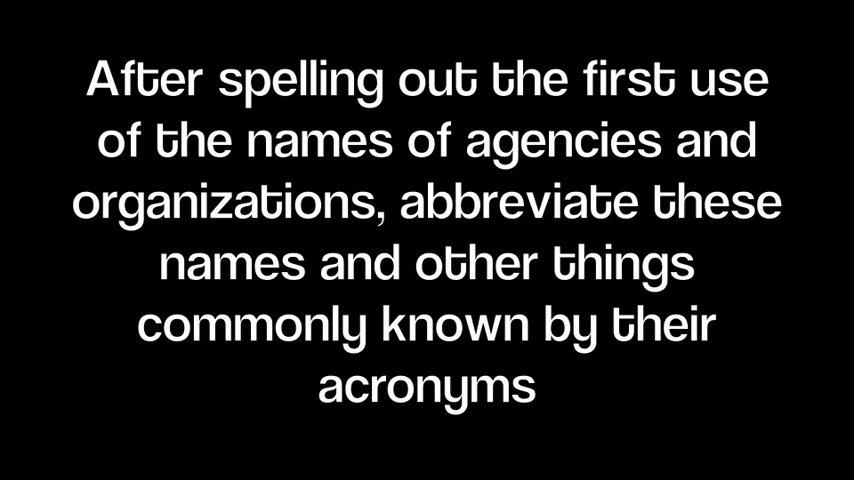 After spelling out the first use
of the names of agencies and
organizations, abbreviate these
names and other things
commonly known by their
acronyms